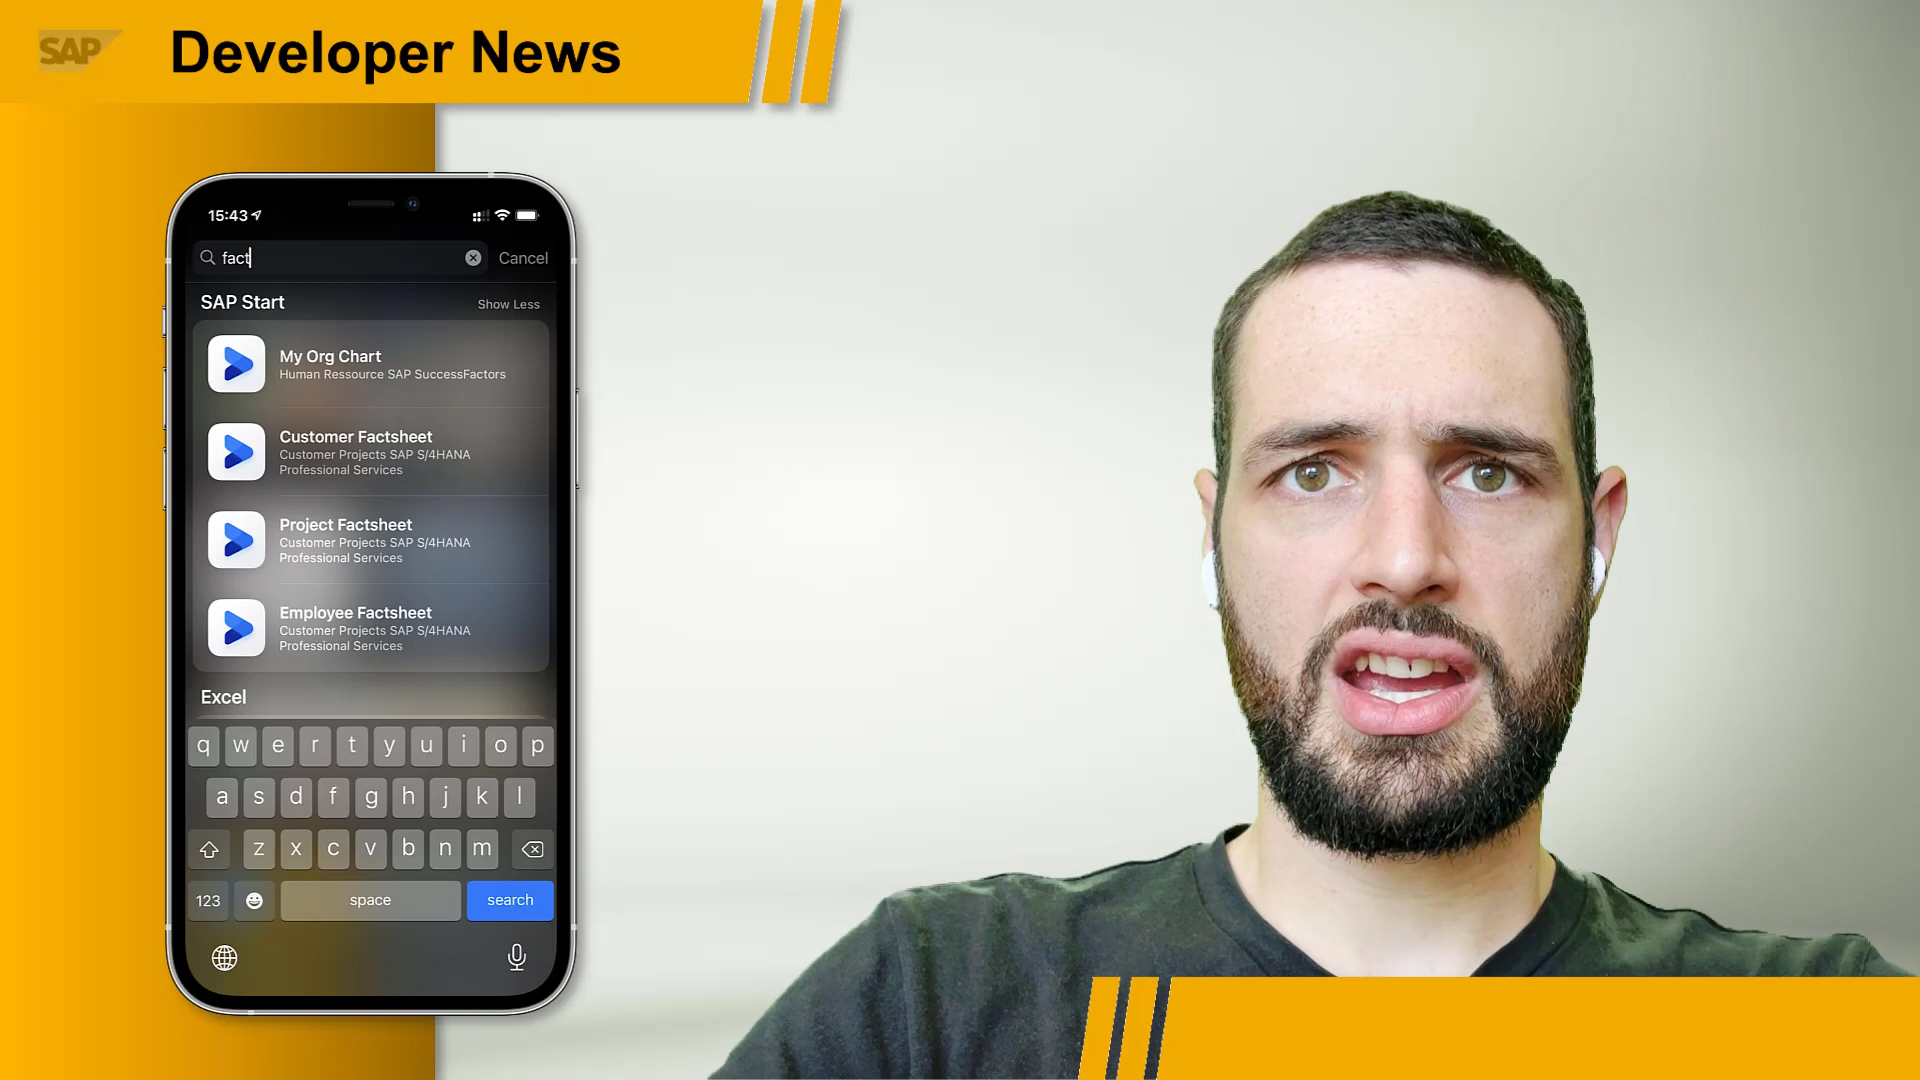 SAP
Developer News
15:43
fact
Cancel
SAP Start
Show Less
My Org Chart
Human Ressource SAP SuccessFactors
Customer Factsheet
Customer Projects SAP S/4HANA
Professional Services
Project Factsheet
Customer Projects SAP S/4HANA
Professional Services
Employee Factsheet
Customer Projects SAP S/4HANA
Professional Services
Excel
q w e r t y u i o p
a s d f g h j k l
z x c v b n m
123
space
search